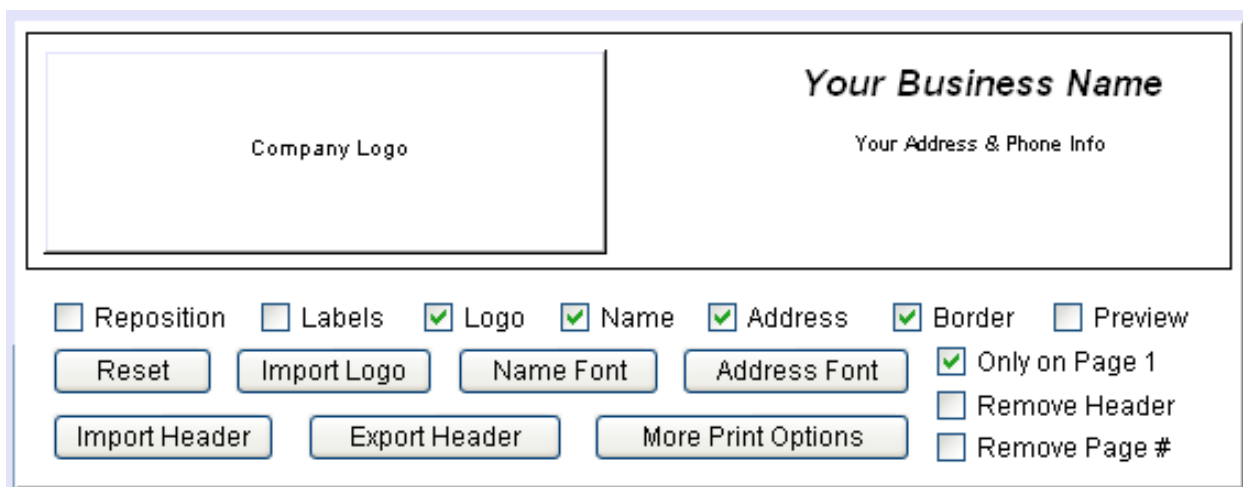 Your Business Name
Company Logo
Your Address & Phone Info
Reposition Labels Logo Name Address Border Preview
Reset Import Logo Name Font Address Font Only on Page 1
Remove Header
Import Header Export Header More Print Options
Remove Page #